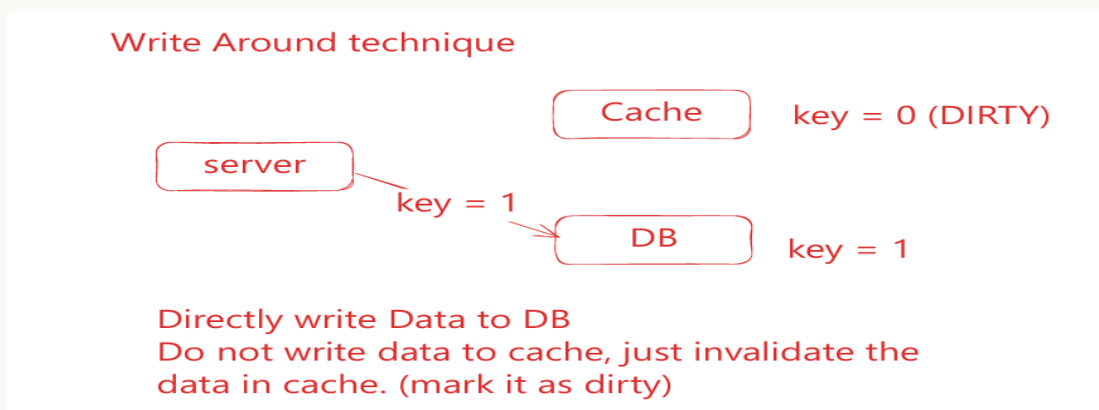 Write Around technique
Cache
key = 0 (DIRTY)
server
key = 1
DB
key = 1
Directly write Data to DB
Do not write data to cache, just invalidate the
data in cache. (mark it as dirty)